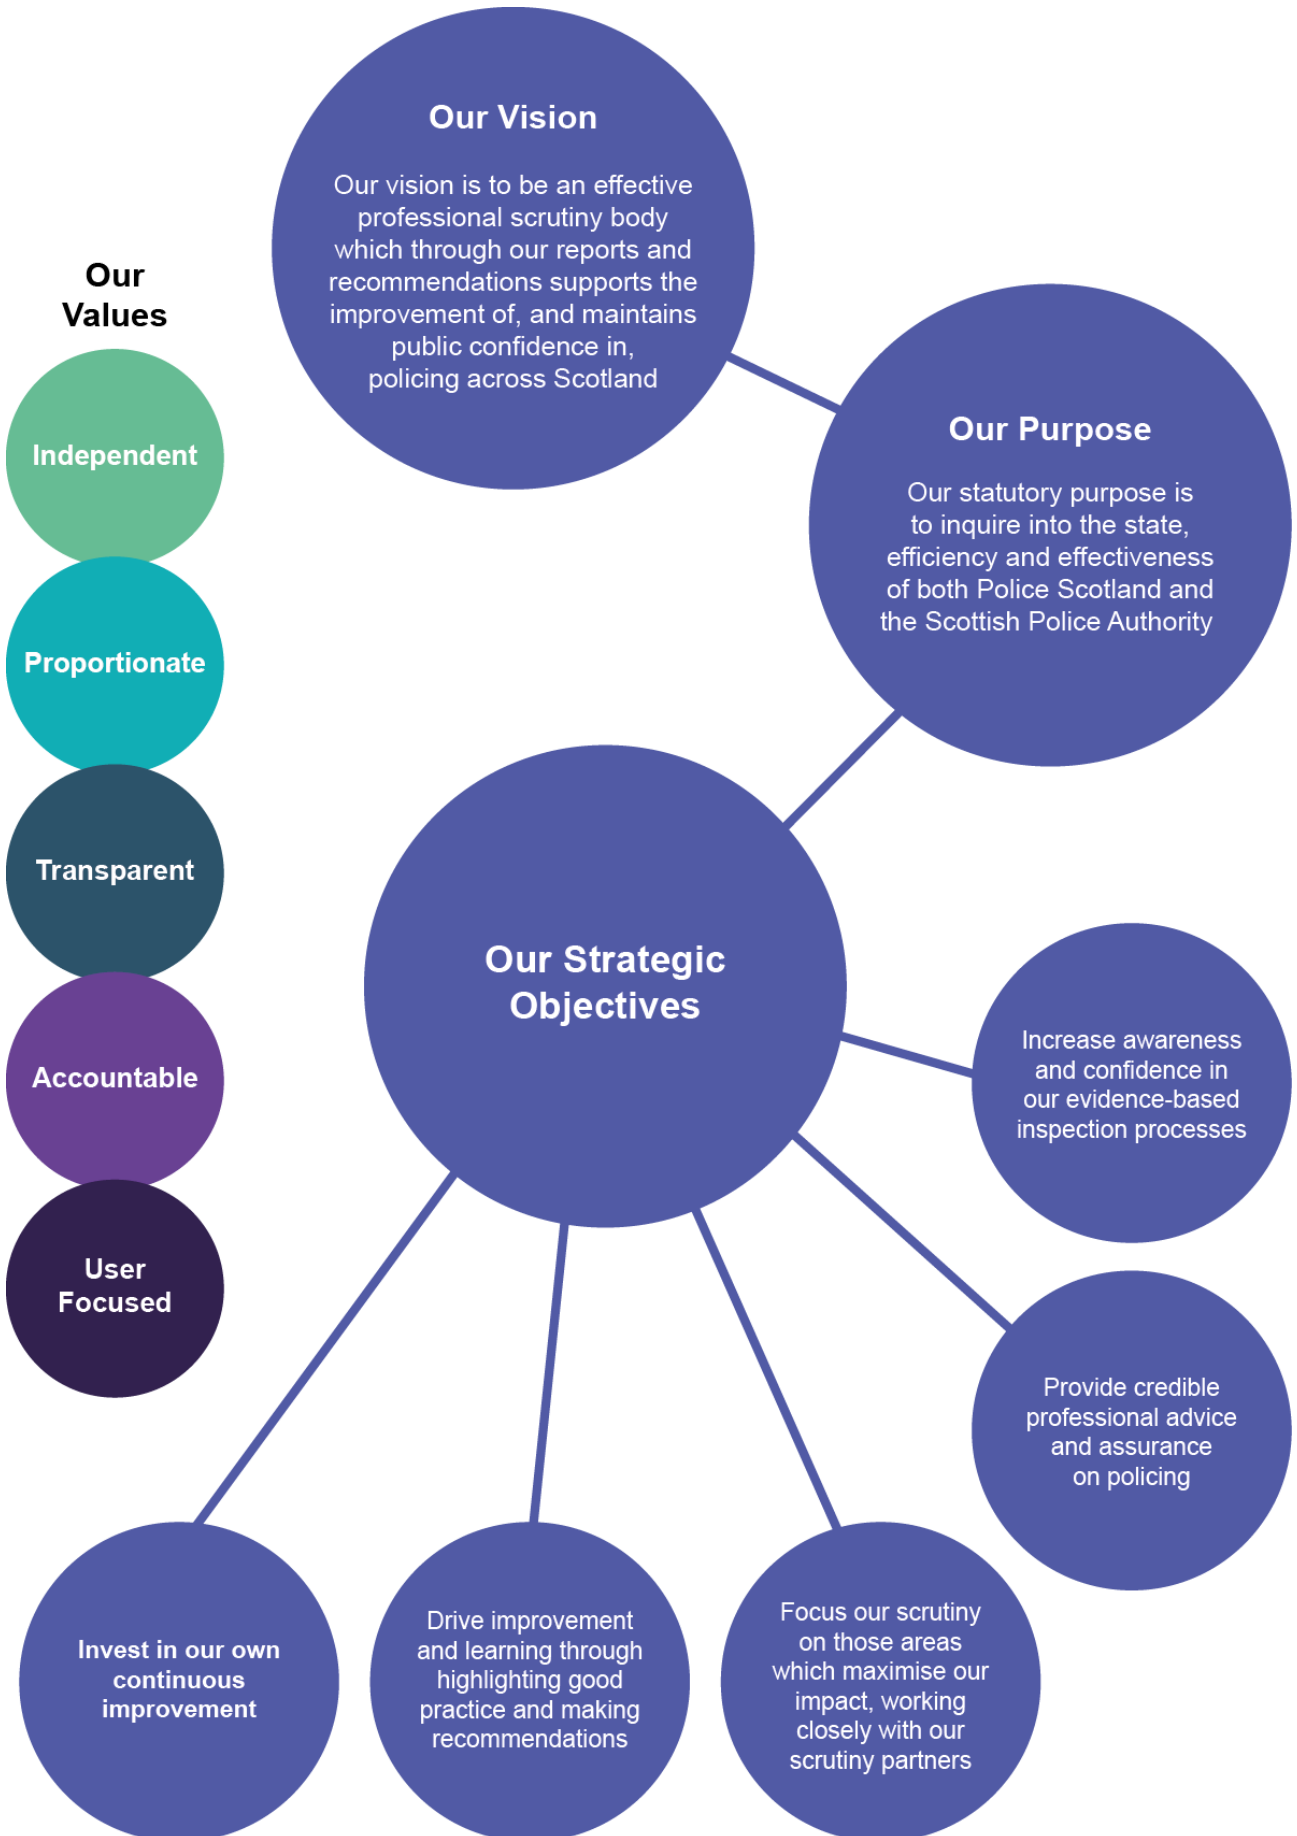 Our Vision
Our vision is to be an effective
professional scrutiny body
which through our reports and
recommendations supports the
improvement of, and maintains
public confidence in,
policing across Scotland
Our
Values
Independent
Proportionate
Transparent
Accountable
User
Focused
Our Purpose
Our statutory purpose is
to inquire into the state,
efficiency and effectiveness
of both Police Scotland and
the Scottish Police Authority
Our Strategic
Objectives
Increase awareness
and confidence in
our evidence-based
inspection processes
Provide credible
professional advice
and assurance
on policing
Focus our scrutiny
on those areas
which maximise our
impact, working
closely with our
scrutiny partners
Drive improvement
and learning through
highlighting good
practice and making
recommendations
Invest in our own
continuous
improvement